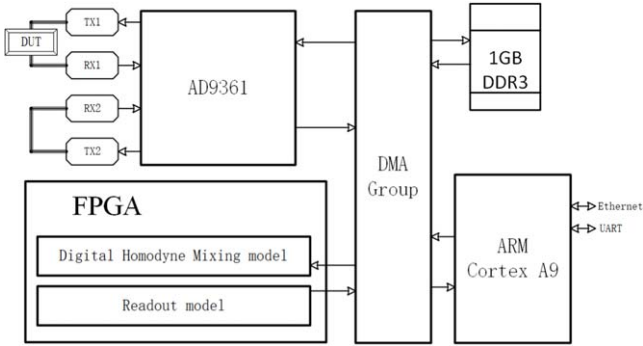 TX1
DUT
RX1
RX2
TX2
AD9361
DMA
Group
1GB
DDR3
FPGA
Digital Homodyne Mixing model
Readout model
ARM
Cortex A9
Ethernet
UART